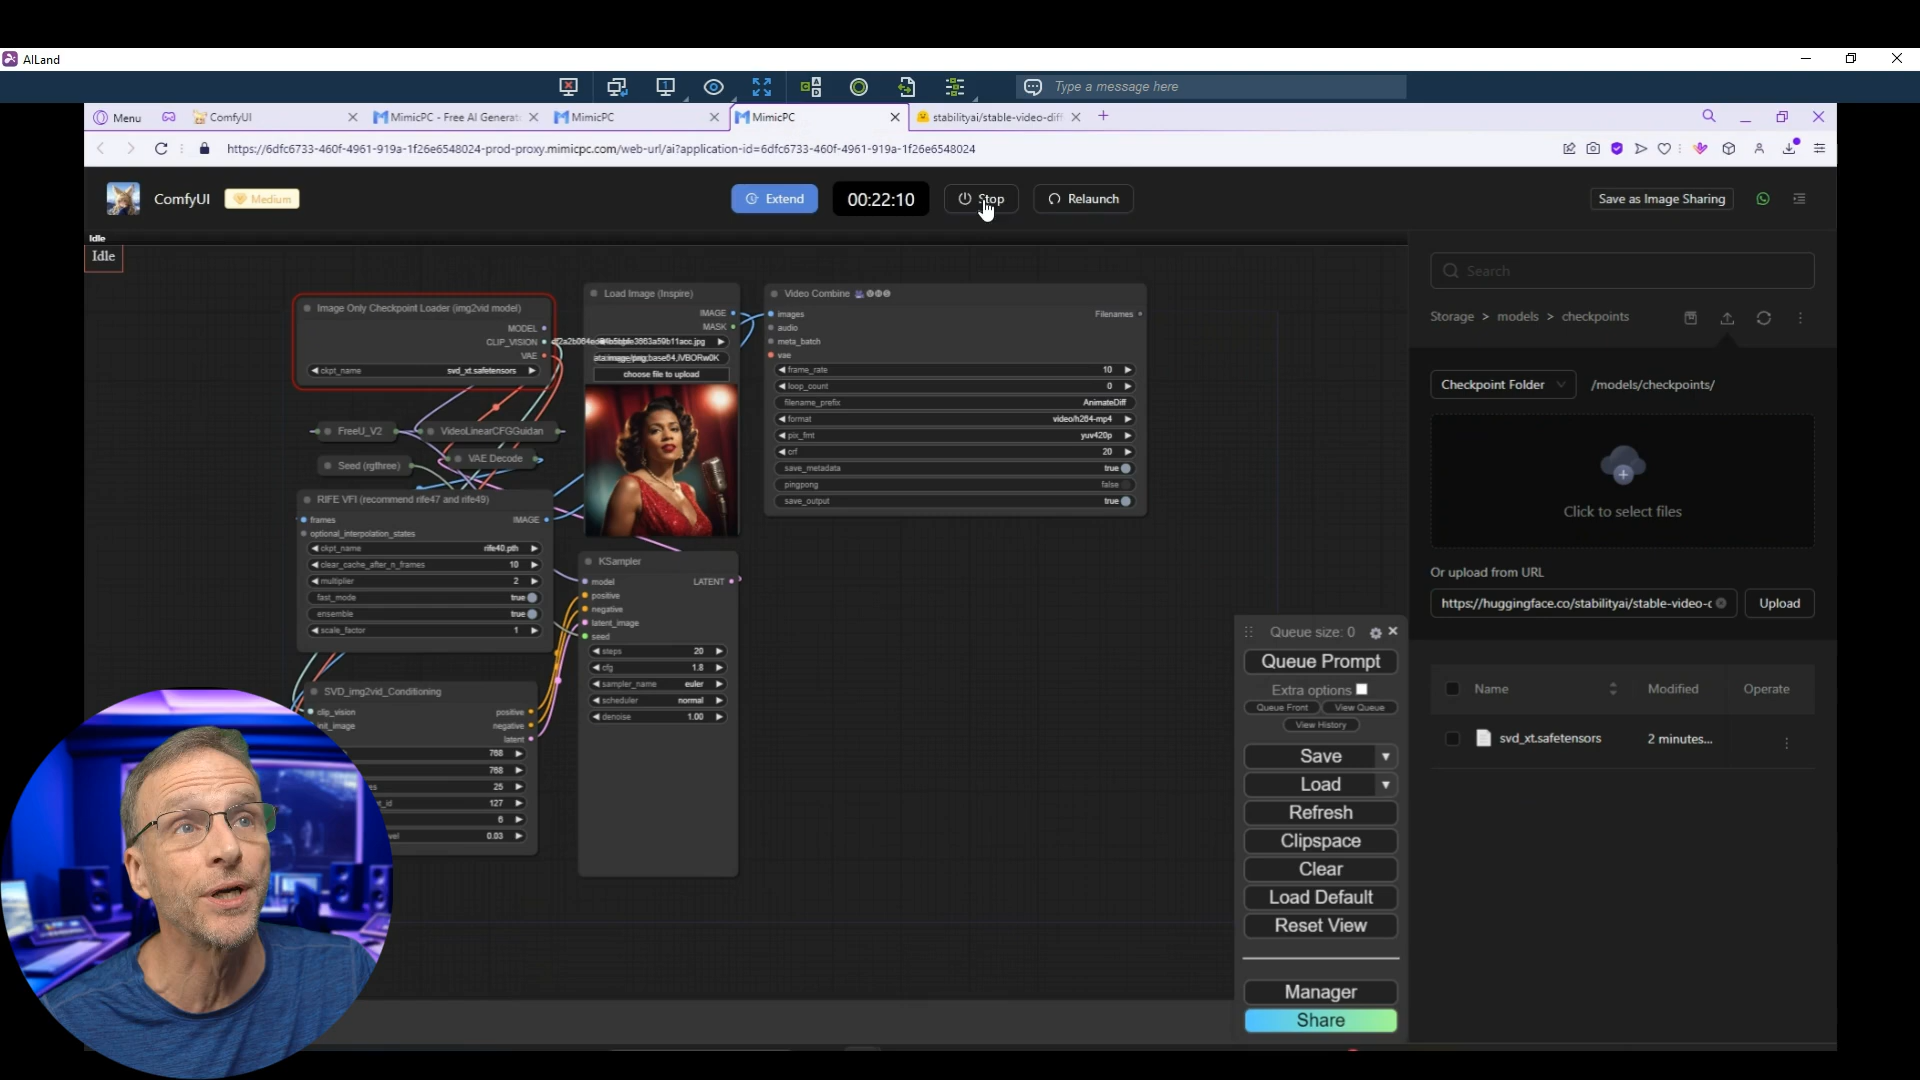 AILand
Type a message here
Menu
ComfyUI
MimicPC - Free AI Generat
MimicPC
MimicPC
stabilityai/stable-video-diff
https://6dfc6733-460f-4961-919a-1f26e6548024-prod-proxy.mimicpc.com/web-url/ai?application-id=6dfc6733-460f-4961-919a-1f26e6548024
ComfyUI
Medium
Extend
00:22:10
Stop
Relaunch
Save as Image Sharing
Idle
Idle
Image Only Checkpoint Loader (img2vid model)
MODEL
CLIP_VISION
VAE
ckpt_name svd_xt.safetensors
FreeU_V2
VideoLinearCFGGuidan
Seed (rgthree)
VAE Decode
RIFE VFI (recommend rife47 and rife49)
frames IMAGE
optional_interpolation_states
ckpt_name rife40.pth
clear_cache_after_n_frames 10
multiplier 2
fast_mode true
ensemble true
scale_factor 1
SVD_img2vid_Conditioning
clip_vision positive
init_image negative
latent
768
768
25
127
6
0.03
Load Image (Inspire)
IMAGE
MASK
choose file to upload
KSampler
model LATENT
positive
negative
latent_image
seed
steps 20
cfg 1.8
sampler_name euler
scheduler normal
denoise 1.00
Video Combine
images Filenames
audio
meta_batch
vae
frame_rate 10
loop_count 0
filename_prefix AnimateDiff
format video/h264-mp4
pix_fmt yuv420p
crf 20
save_metadata true
pingpong false
save_output true
Queue size: 0
Queue Prompt
Extra options
Queue Front View Queue
View History
Save
Load
Refresh
Clipspace
Clear
Load Default
Reset View
Manager
Share
Search
Storage > models > checkpoints
Checkpoint Folder /models/checkpoints/
Click to select files
Or upload from URL
https://huggingface.co/stabilityai/stable-video-
Upload
Name Modified Operate
svd_xt.safetensors 2 minutes...